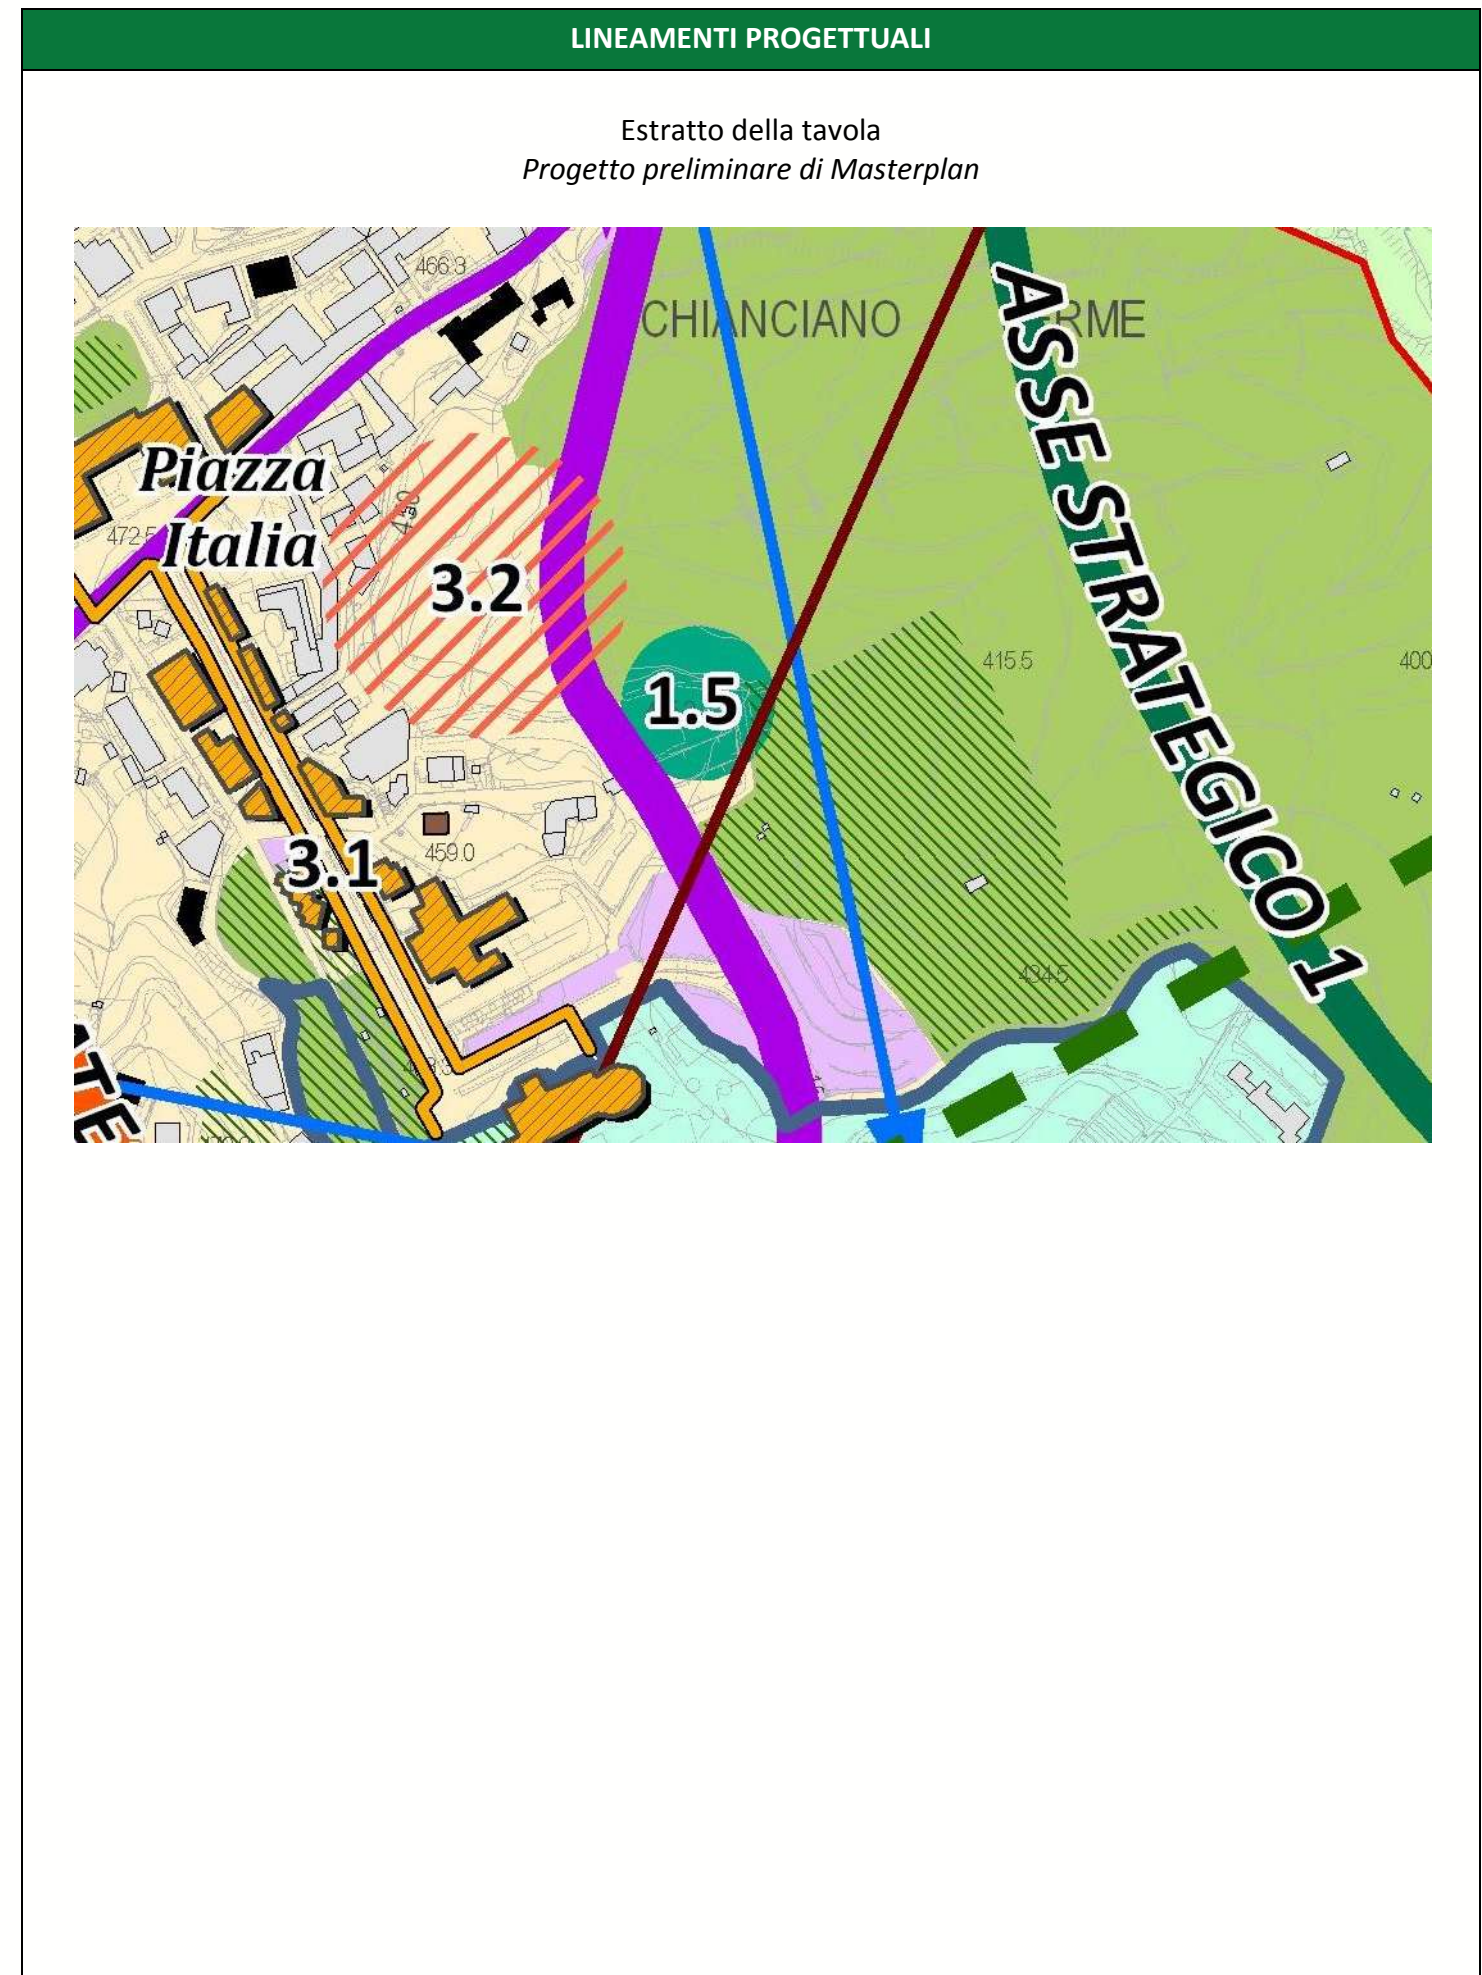 LINEAMENTI PROGETTUALI
Estratto della tavola
Progetto preliminare di Masterplan
466.3
CHIANCIANO
RME
ASSE STRATEGICO 1
Piazza
Italia
472.5
3.2
1.5
415.5
400
3.1
459.0
434.5
ATE